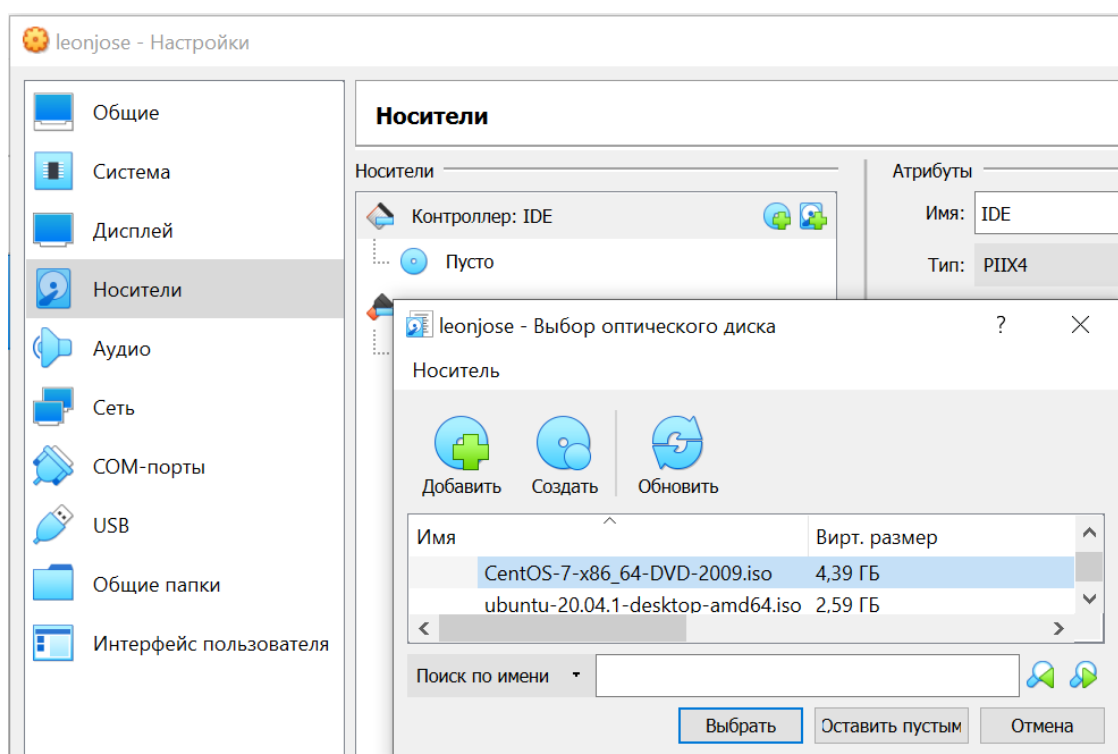 leonjose - Настройки
Общие
Система
Дисплей
Носители
Аудио
Сеть
COM-порты
USB
Общие папки
Интерфейс пользователя
Носители
Носители
Контроллер: IDE
Пусто
Атрибуты
Имя: IDE
Тип: PIIX4
leonjose - Выбор оптического диска
Носитель
Добавить Создать Обновить
Имя Вирт. размер
CentOS-7-x86_64-DVD-2009.iso 4,39 ГБ
ubuntu-20.04.1-desktop-amd64.iso 2,59 ГБ
Поиск по имени
Выбрать Оставить пустым Отмена